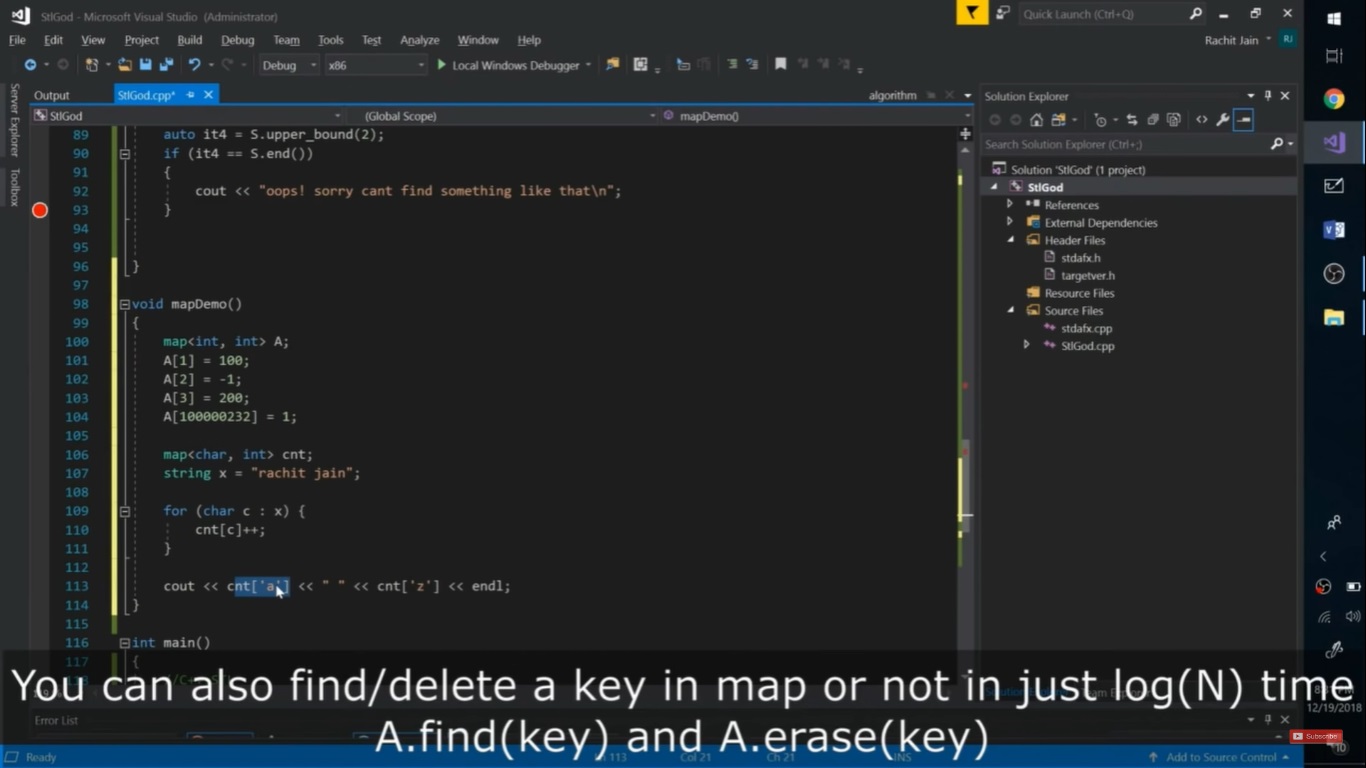 StlGod - Microsoft Visual Studio (Administrator)
Quick Launch (Ctrl+Q)
File Edit View Project Build Debug Team Tools Test Analyze Window Help
Rachit Jain RJ
Debug x86 Local Windows Debugger
Server Explorer
Toolbox
Output StlGod.cpp* algorithm
StlGod (Global Scope) mapDemo()
89 auto it4 = S.upper_bound(2);
90 if (it4 == S.end())
91 {
92 cout << "oops! sorry cant find something like that\n";
93 }
94
95
96 }
97
98 void mapDemo()
99 {
100 map<int, int> A;
101 A[1] = 100;
102 A[2] = -1;
103 A[3] = 200;
104 A[100000232] = 1;
105
106 map<char, int> cnt;
107 string x = "rachit jain";
108
109 for (char c : x) {
110 cnt[c]++;
111 }
112
113 cout << cnt['a'] << " " << cnt['z'] << endl;
114 }
115
116 int main()
117 {
Solution Explorer
Search Solution Explorer (Ctrl+;)
Solution 'StlGod' (1 project)
StlGod
References
External Dependencies
Header Files
stdafx.h
targetver.h
Resource Files
Source Files
stdafx.cpp
StlGod.cpp
You can also find/delete a key in map or not in just log(N) time
A.find(key) and A.erase(key)
12/19/2018
Error List
Subscribe
Ready Ln 113 Col 21 Ch 21 INS Add to Source Control